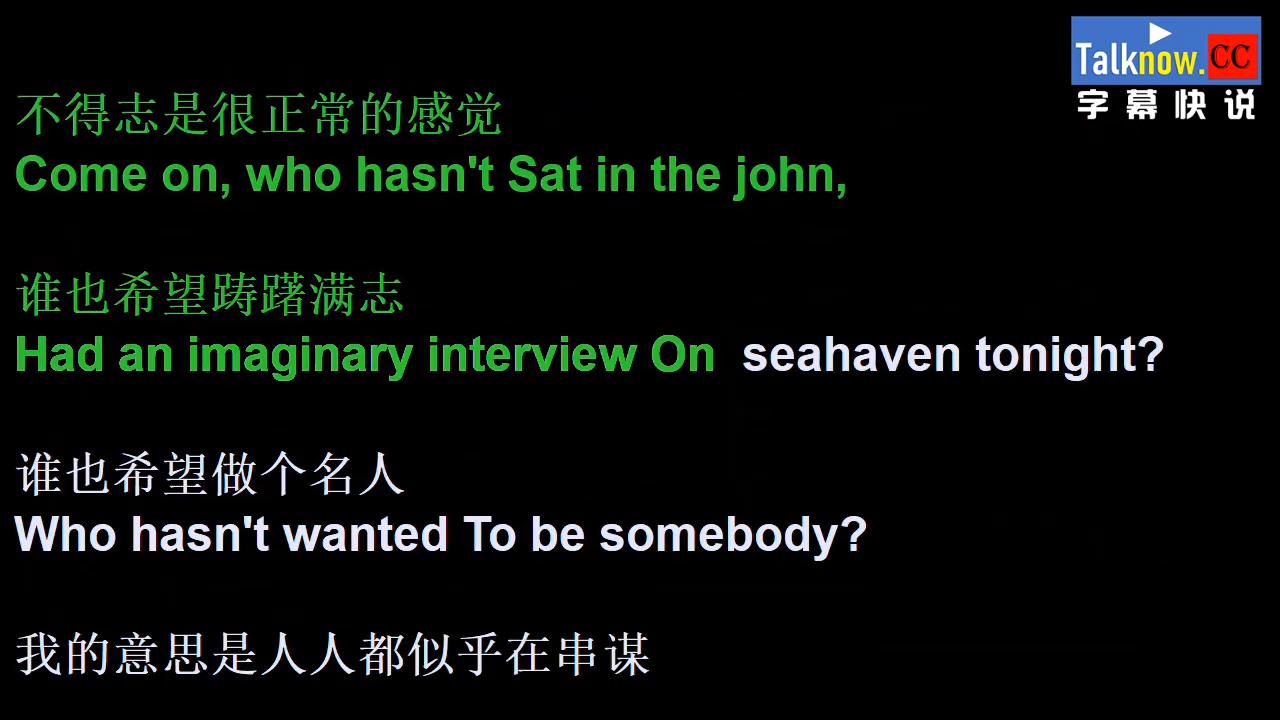 Talknow.CC
字幕快说
不得志是很正常的感觉
Come on, who hasn't Sat in the john,
谁也希望踌躇满志
Had an imaginary interview On seahaven tonight?
谁也希望做个名人
Who hasn't wanted To be somebody?
我的意思是人人都似乎在串谋